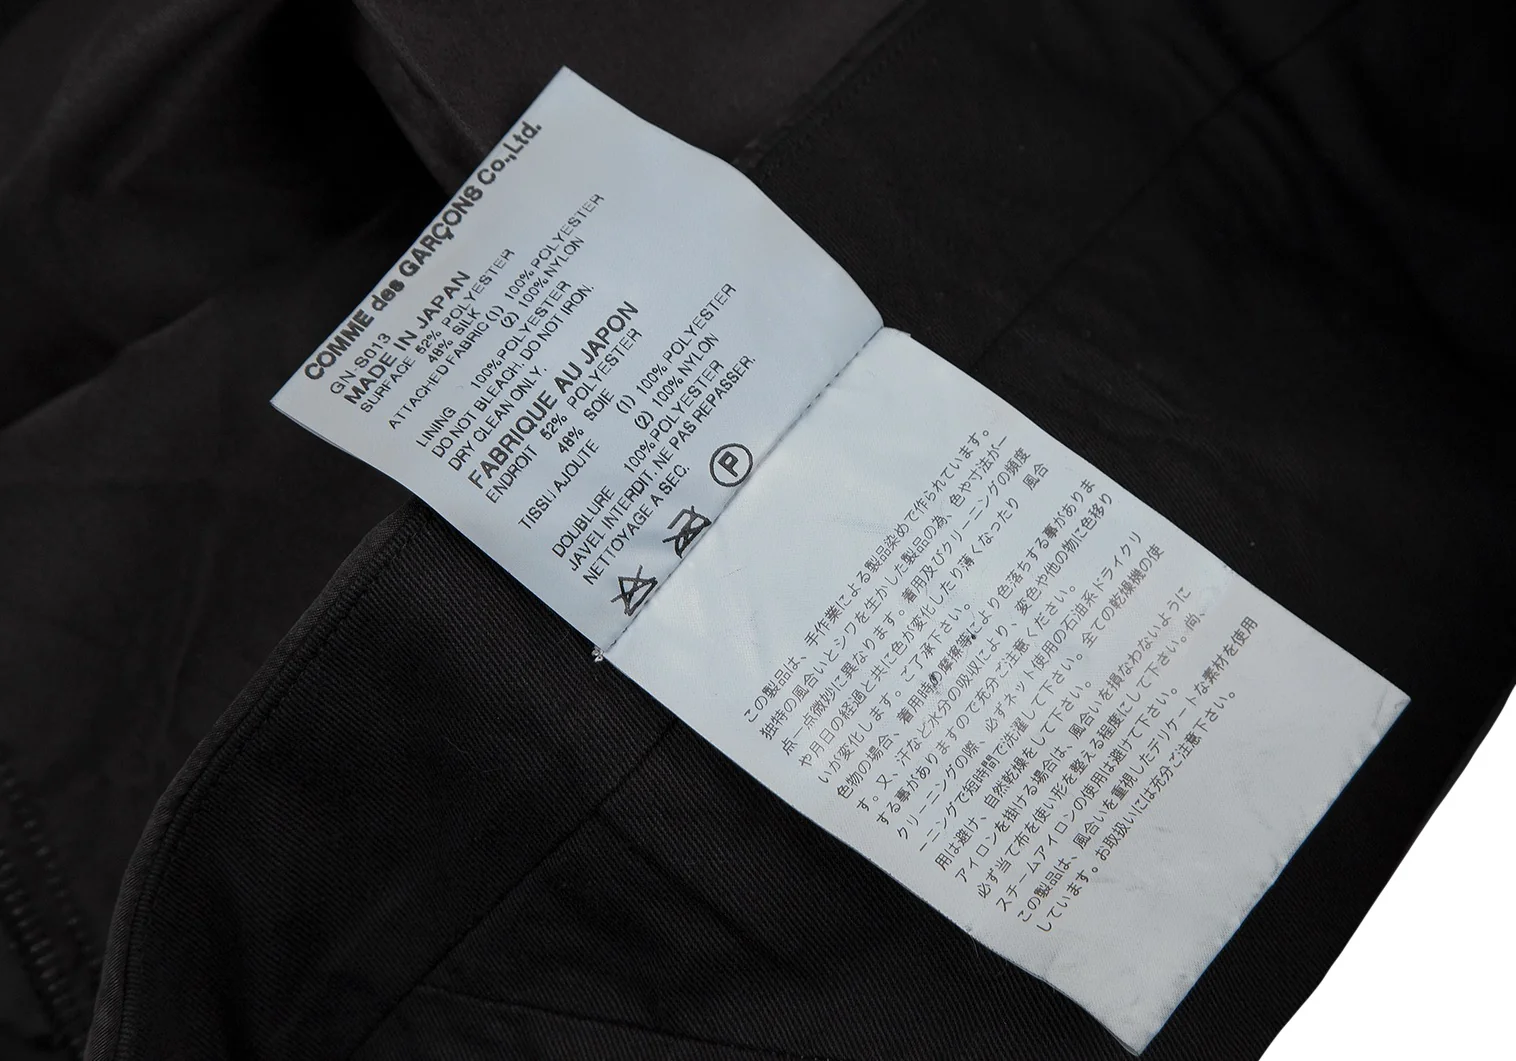 COMME des GARÇONS Co.,Ltd.
GN-S013
MADE IN JAPAN
SURFACE 52% POLYESTER
48% SILK
ATTACHED FABRIC (1) 100% POLYESTER
(2) 100% NYLON
LINING 100% POLYESTER
DO NOT BLEACH. DO NOT IRON.
DRY CLEAN ONLY.
FABRIQUE AU JAPON
ENDROIT 52% POLYESTER
48% SOIE
TISSU AJOUTE (1) 100% POLYESTER
(2) 100% NYLON
DOUBLURE 100% POLYESTER
JAVEL INTERDIT. NE PAS REPASSER.
NETTOYAGE A SEC.
P
この製品は、手作業による製品染めで作られています。
独特の風合いとシワを生かした製品の為、色や寸法が一
点一点微妙に異なります。着用及びクリーニングの頻度
や月日の経過と共に色が変化したり薄くなったり 風合
いが変化します。ご了承下さい。
色物の場合、着用時の摩擦等により色落ちする事がありま
す。又、汗など水分の吸収により、変色や他の物に色移り
する事がありますので充分ご注意ください。
クリーニングの際、必ずネット使用の石油系ドライクリ
ーニングで短時間で洗濯して下さい。全ての乾燥機の使
用は避け、自然乾燥をして下さい。
アイロンを掛ける場合は、風合いを損なわないように
必ず当て布を使い形を整える程度にして下さい。尚、
スチームアイロンの使用は避けて下さい。
この製品は、風合いを重視したデリケートな素材を使用
しています。お取扱いには充分ご注意下さい。